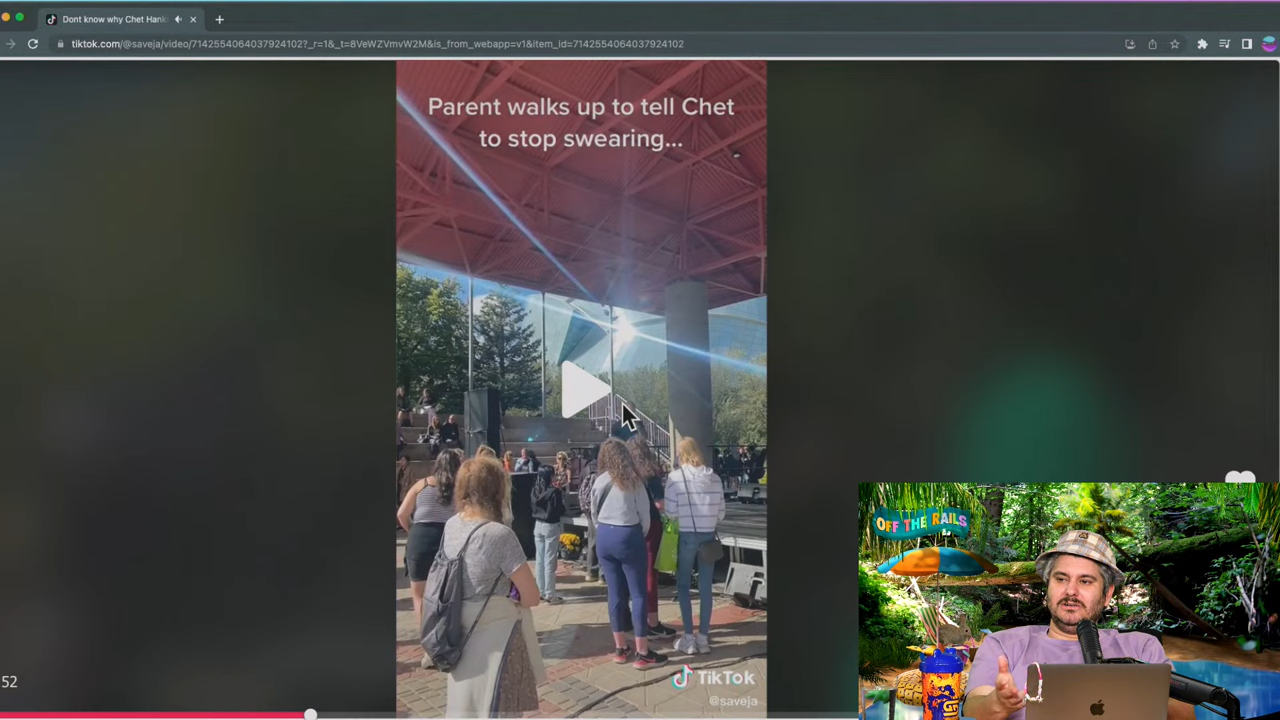 Dont know why Chet Hank
tiktok.com/@saveja/video/7142554064037924102?_r=1&_t=8VeWZVmvW2M&is_from_webapp=v1&item_id=7142554064037924102
Parent walks up to tell Chet
to stop swearing...
OFF THE RAILS
52
TikTok
@saveja